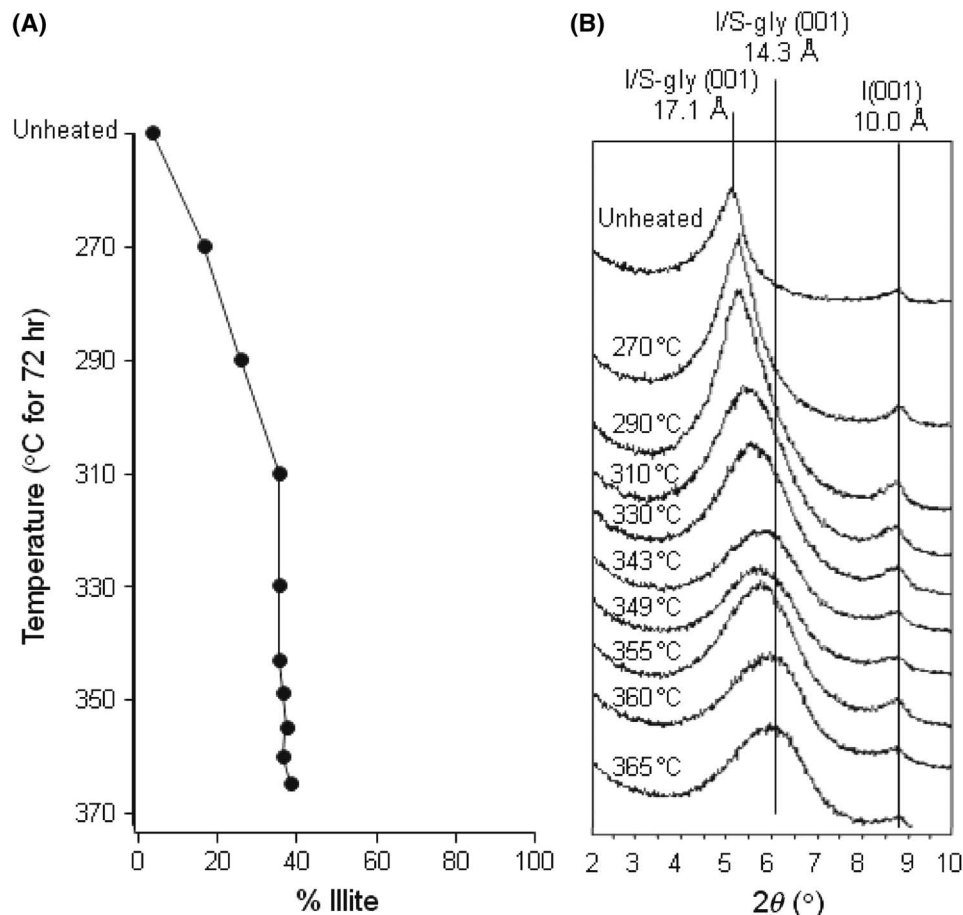 (A)
Unheated
270
290
310
330
350
370
Temperature (°C for 72 hr)
0 20 40 60 80 100
% Illite
(B)
I/S-gly (001)
14.3 Å
I/S-gly (001)
17.1 Å
I(001)
10.0 Å
Unheated
270 °C
290 °C
310 °C
330 °C
343 °C
349 °C
355 °C
360 °C
365 °C
2 3 4 5 6 7 8 9 10
2θ (°)